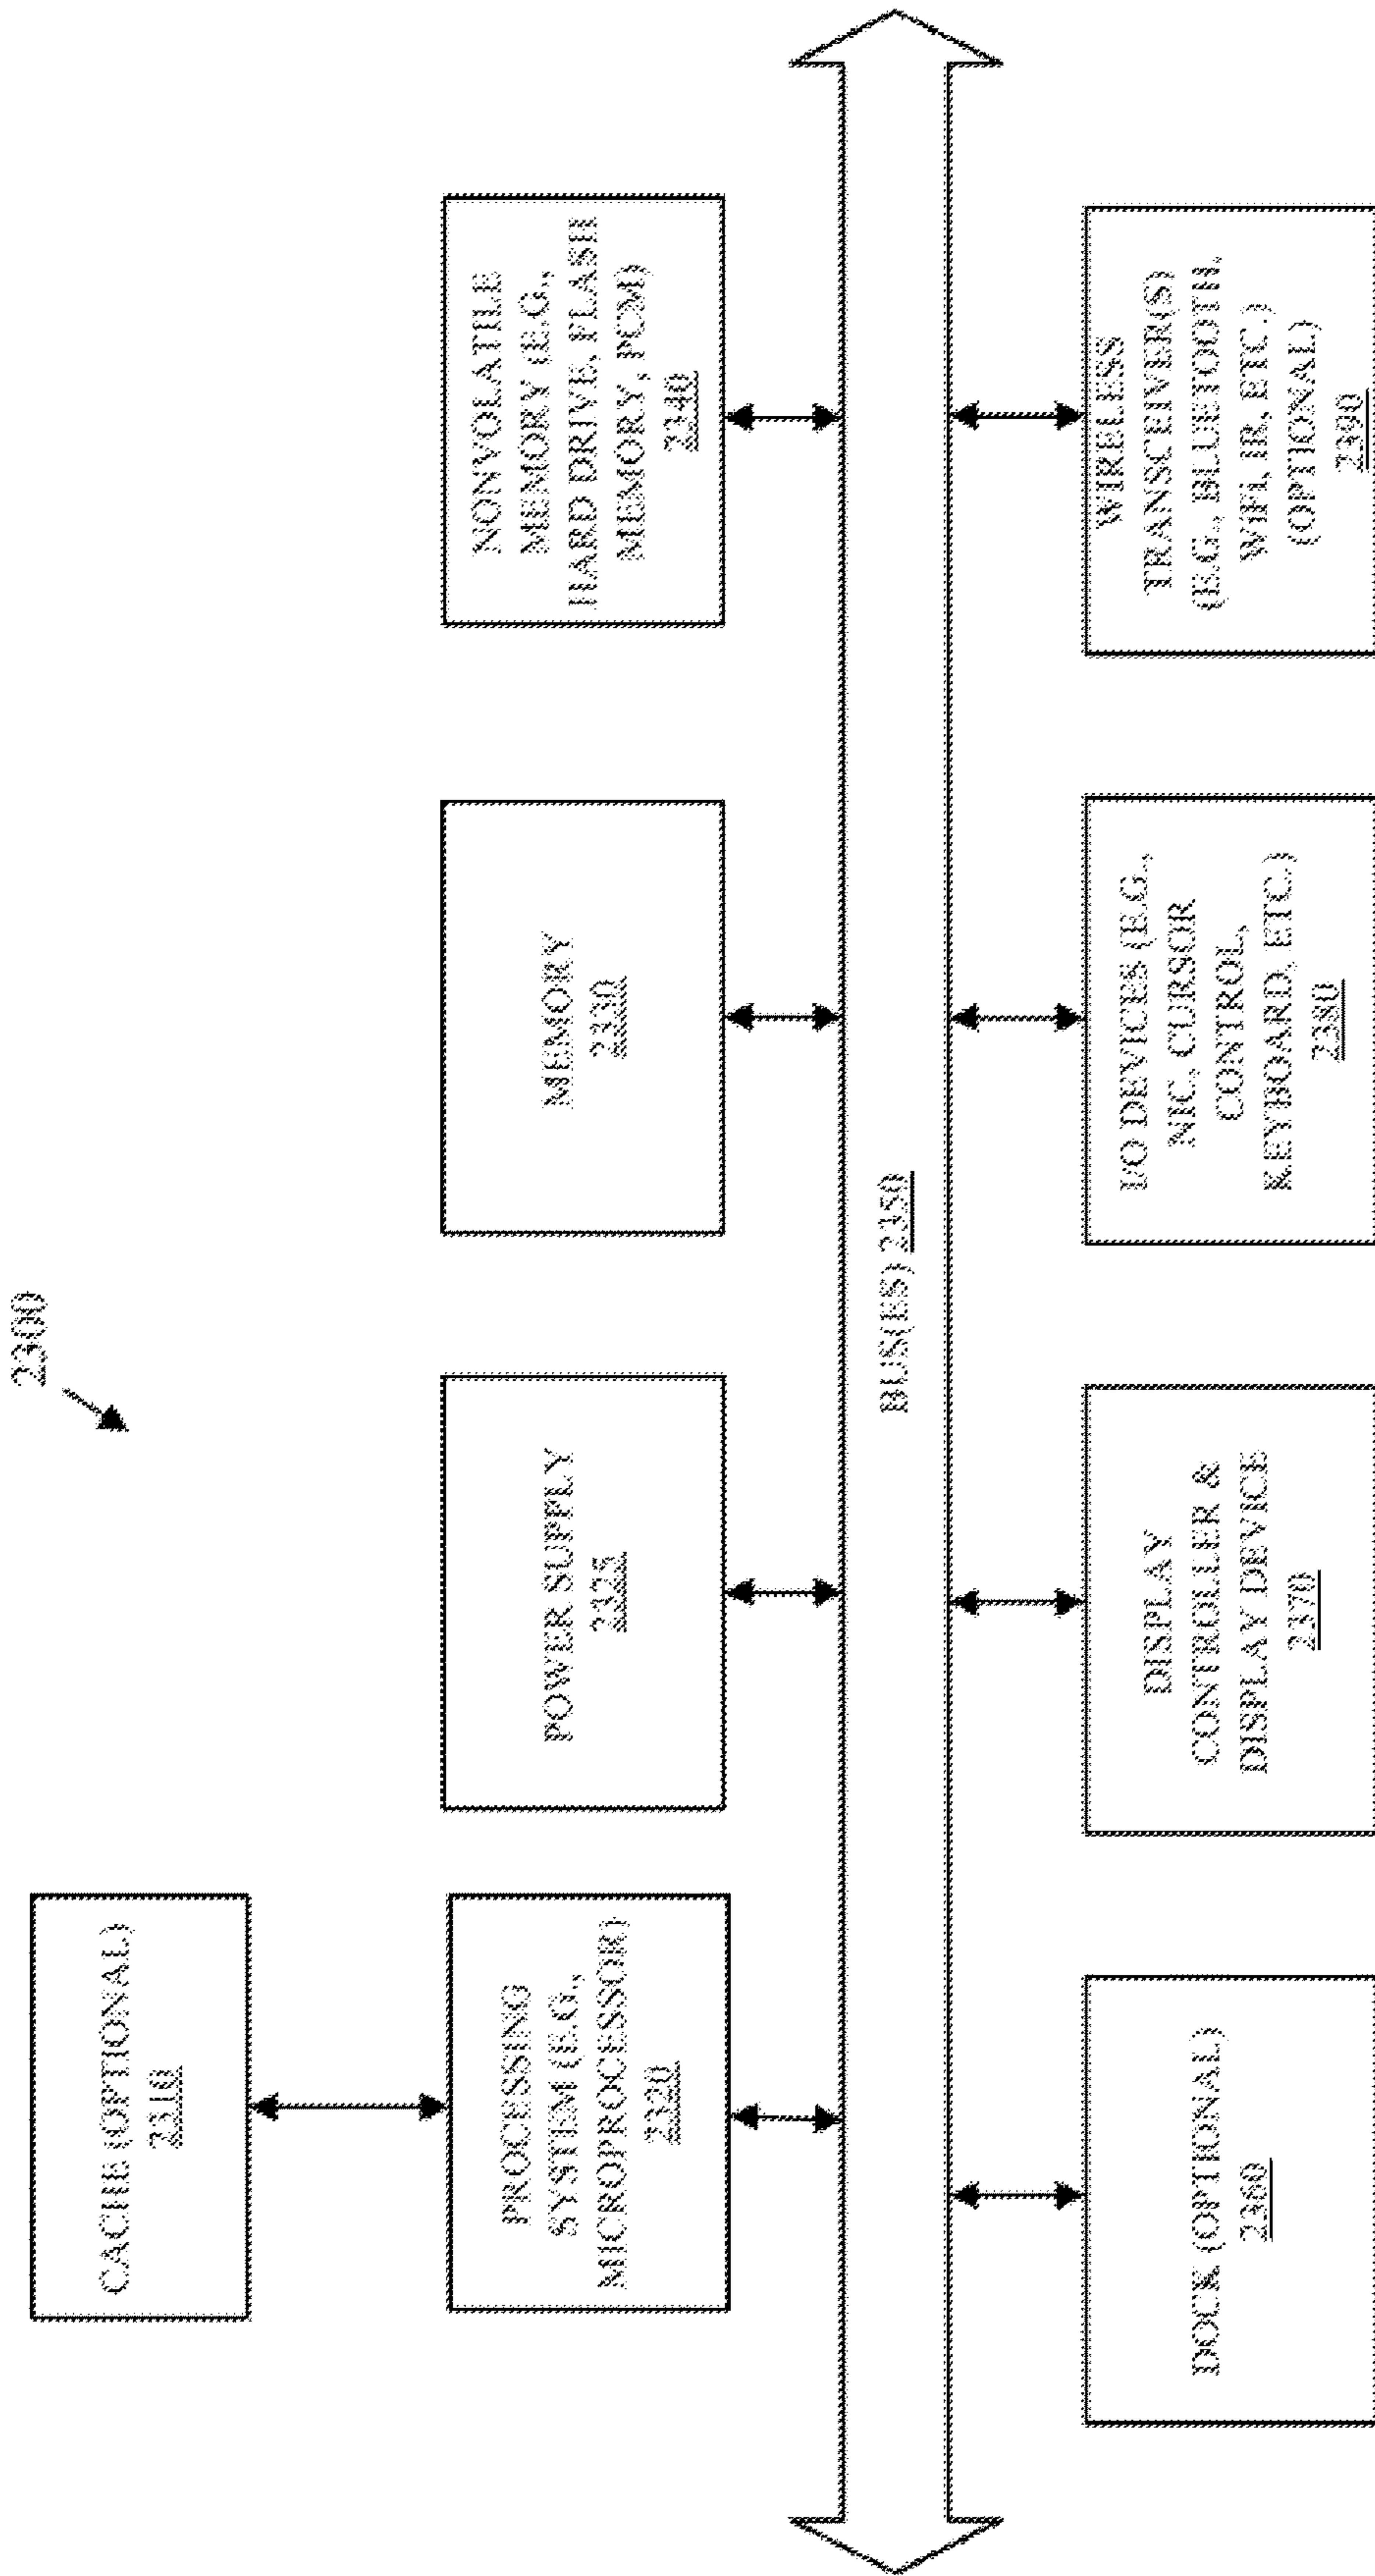 2300
CACHE (OPTIONAL)
2310
PROCESSING
SYSTEM (E.G.,
MICROPROCESSOR)
2320
POWER SUPPLY
2325
MEMORY
2330
NONVOLATILE
MEMORY (E.G.,
HARD DRIVE, FLASH
MEMORY, PCM)
2340
BUS(ES) 2350
DOCK (OPTIONAL)
2360
DISPLAY
CONTROLLER &
DISPLAY DEVICE
2370
I/O DEVICES (E.G.,
NIC, CURSOR
CONTROL,
KEYBOARD, ETC.)
2380
WIRELESS
TRANSCEIVER(S)
(E.G., BLUETOOTH,
WiFi, IR, ETC.)
(OPTIONAL)
2390